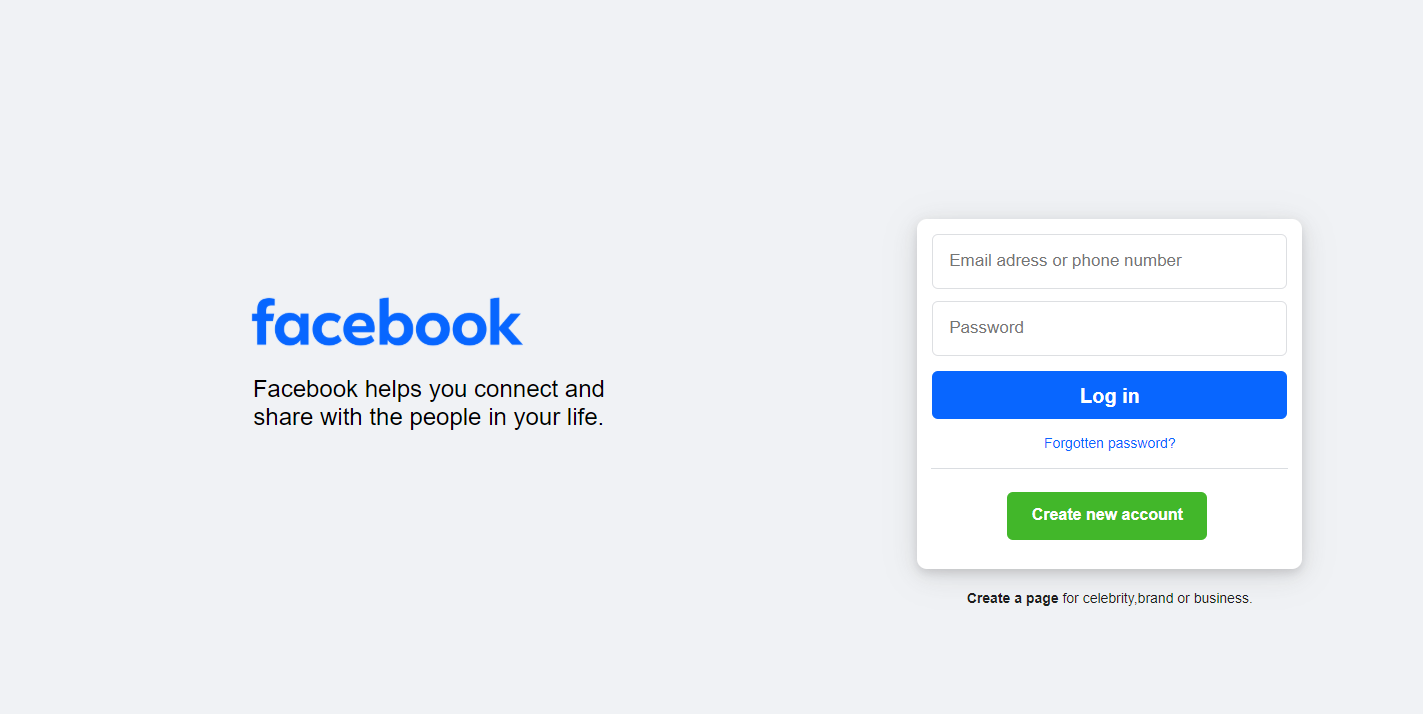 facebook
Facebook helps you connect and
share with the people in your life.
Email adress or phone number
Password
Log in
Forgotten password?
Create new account
Create a page for celebrity,brand or business.